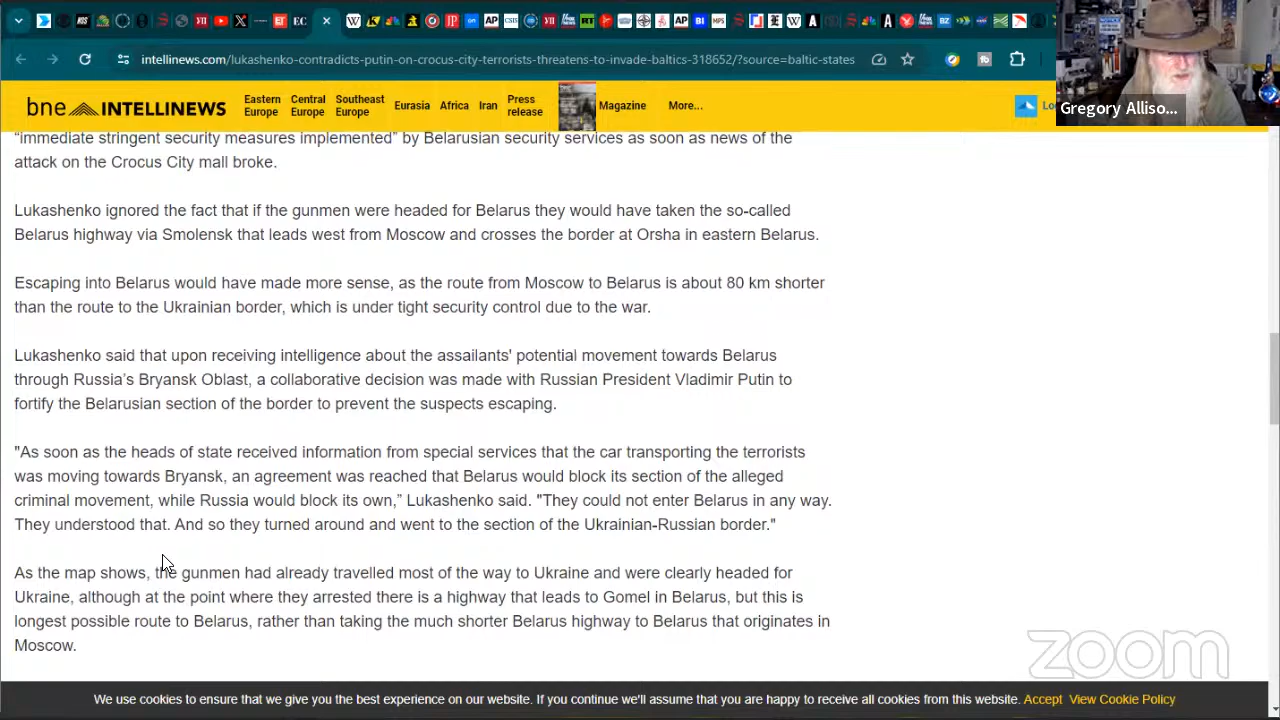 intellinews.com/lukashenko-contradicts-putin-on-crocus-city-terrorists-threatens-to-invade-baltics-318652/?source=baltic-states
bne INTELLINEWS
Eastern Europe
Central Europe
Southeast Europe
Eurasia
Africa
Iran
Press release
Magazine
More...
Gregory Alliso...
“immediate stringent security measures implemented” by Belarusian security services as soon as news of the
attack on the Crocus City mall broke.
Lukashenko ignored the fact that if the gunmen were headed for Belarus they would have taken the so-called
Belarus highway via Smolensk that leads west from Moscow and crosses the border at Orsha in eastern Belarus.
Escaping into Belarus would have made more sense, as the route from Moscow to Belarus is about 80 km shorter
than the route to the Ukrainian border, which is under tight security control due to the war.
Lukashenko said that upon receiving intelligence about the assailants' potential movement towards Belarus
through Russia’s Bryansk Oblast, a collaborative decision was made with Russian President Vladimir Putin to
fortify the Belarusian section of the border to prevent the suspects escaping.
"As soon as the heads of state received information from special services that the car transporting the terrorists
was moving towards Bryansk, an agreement was reached that Belarus would block its section of the alleged
criminal movement, while Russia would block its own,” Lukashenko said. "They could not enter Belarus in any way.
They understood that. And so they turned around and went to the section of the Ukrainian-Russian border."
As the map shows, the gunmen had already travelled most of the way to Ukraine and were clearly headed for
Ukraine, although at the point where they arrested there is a highway that leads to Gomel in Belarus, but this is
longest possible route to Belarus, rather than taking the much shorter Belarus highway to Belarus that originates in
Moscow.
zoom
We use cookies to ensure that we give you the best experience on our website. If you continue we'll assume that you are happy to receive all cookies from this website. Accept View Cookie Policy